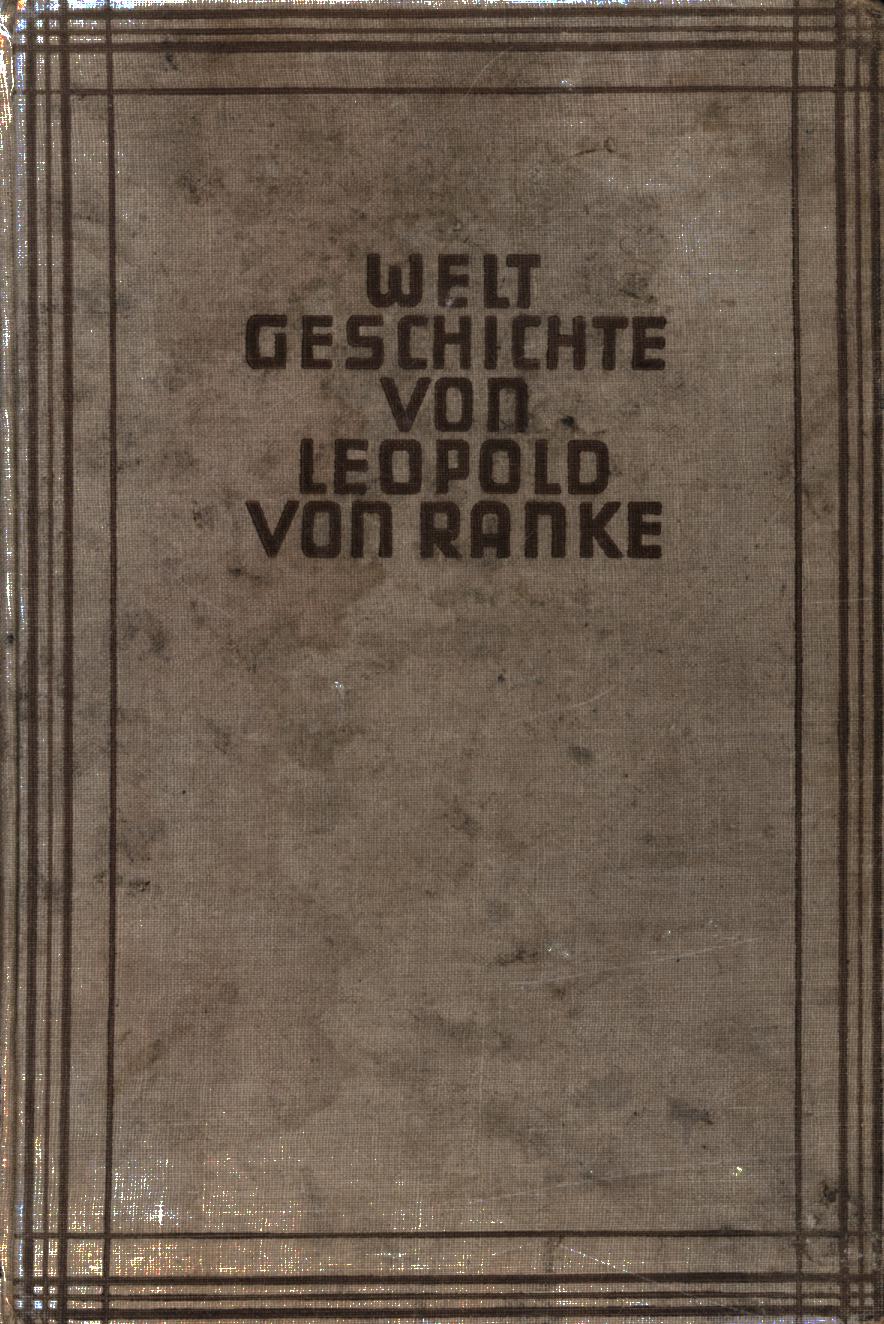 WELT
GESCHICHTE
VON
LEOPOLD
VON RANKE